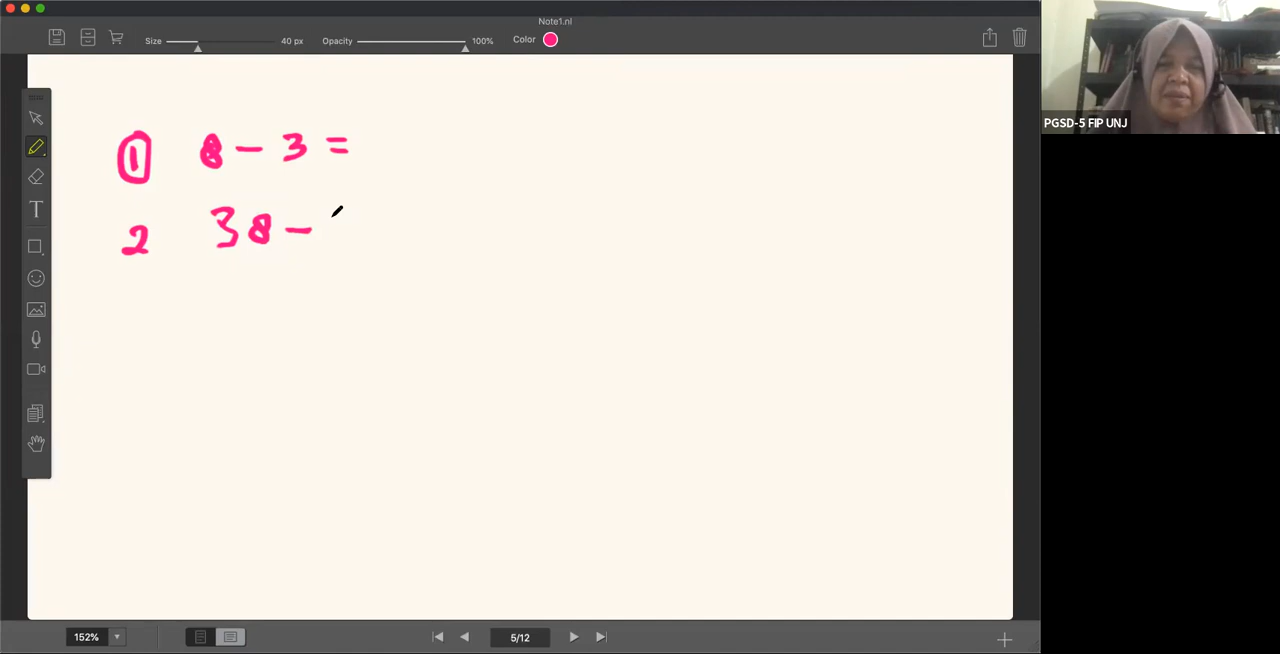 Note1.nl
Size 40 px Opacity 100% Color
PGSD-5 FIP UNJ
① 8 - 3 =
2 38 -
T
152% 5/12